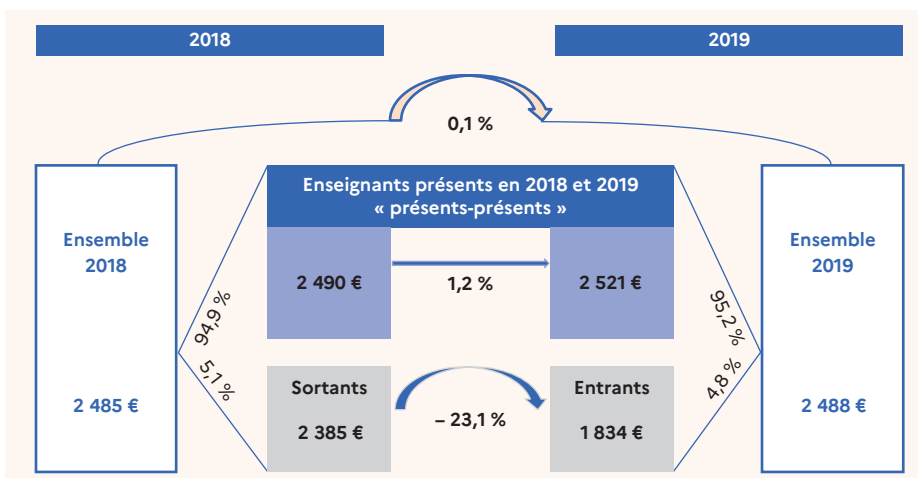 2018
2019
0,1 %
Enseignants présents en 2018 et 2019
« présents-présents »
Ensemble
2018
Ensemble
2019
2 490 €
1,2 %
2 521 €
94,9 %
95,2 %
5,1 %
4,8 %
Sortants
Entrants
2 485 €
2 385 €
– 23,1 %
1 834 €
2 488 €